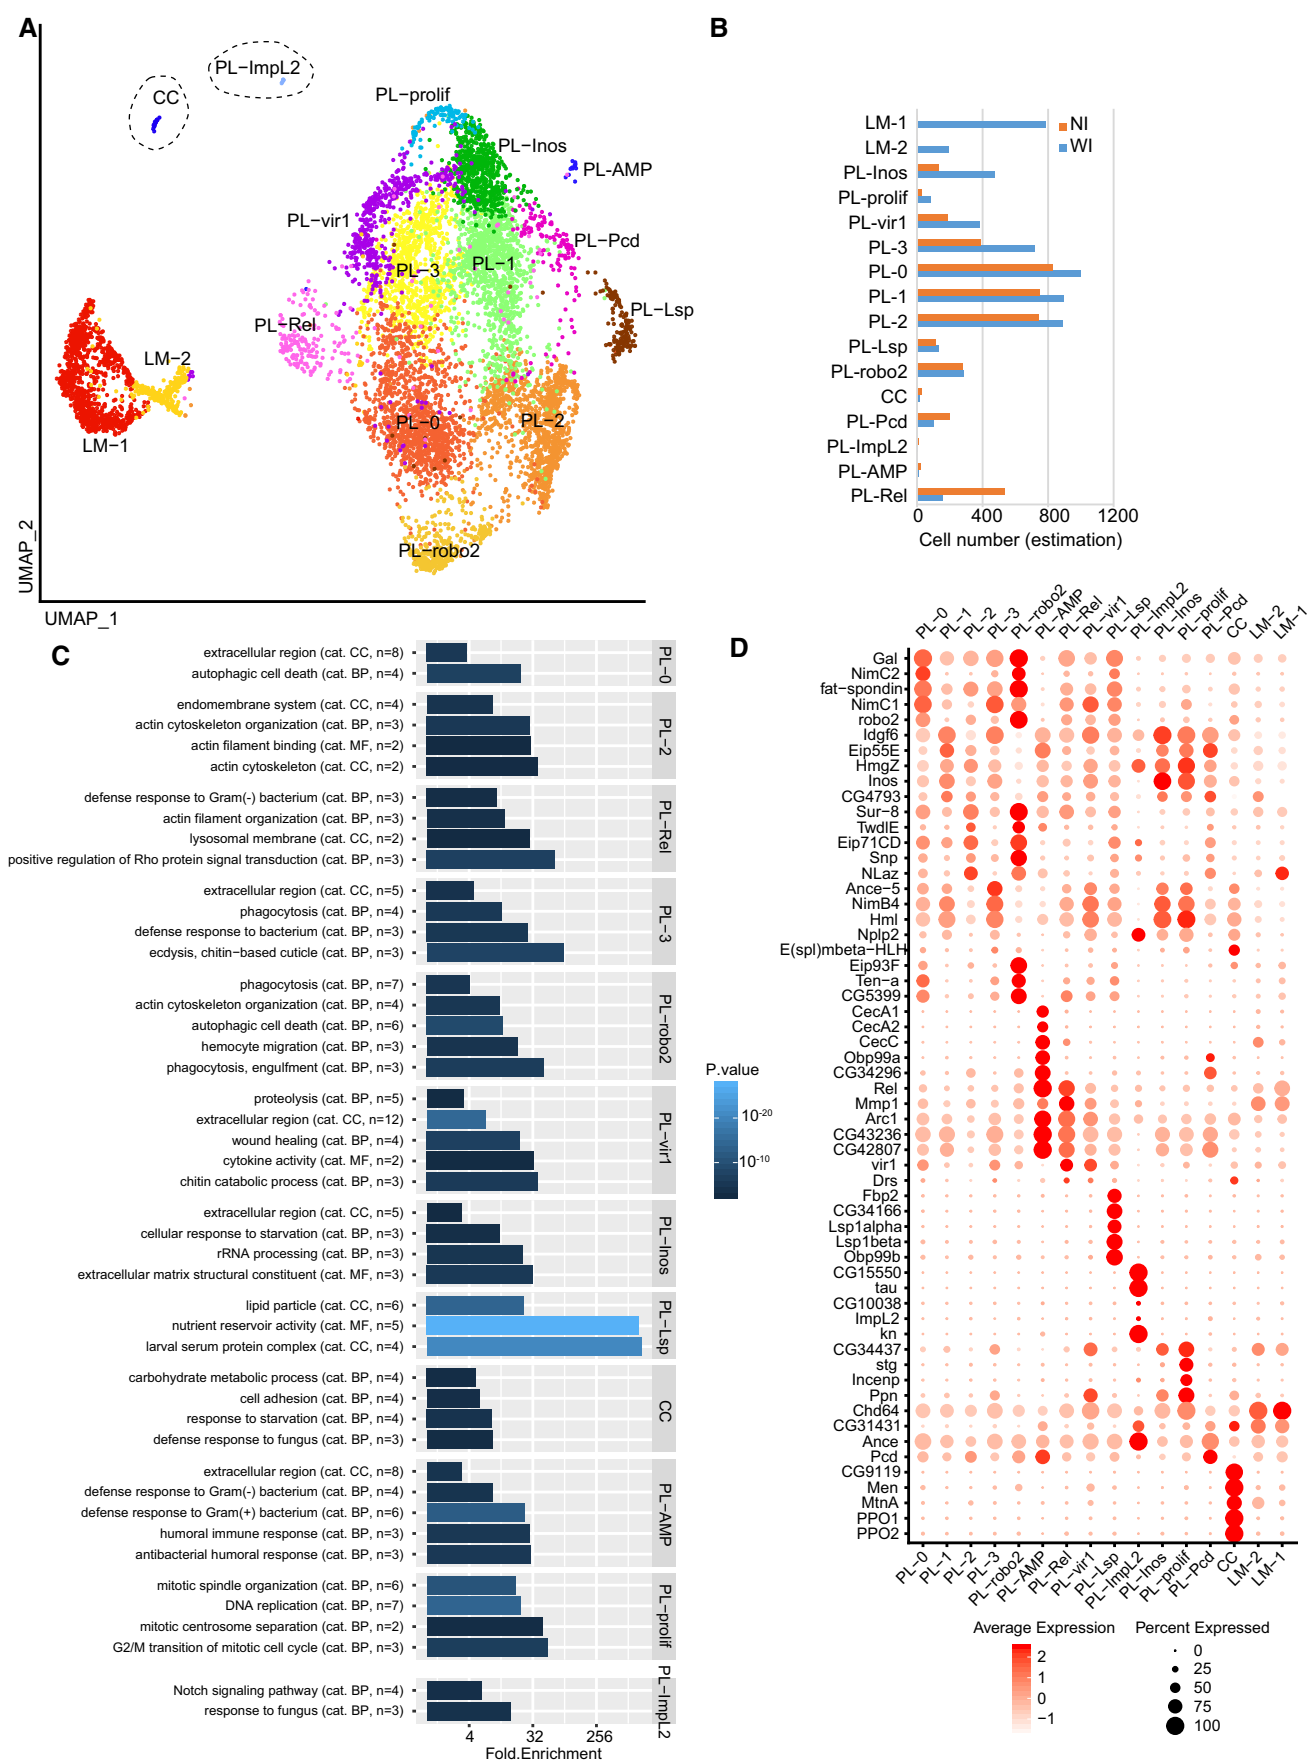 A
PL−ImpL2
CC
PL−prolif
PL−Inos
PL−AMP
PL−vir1
PL−Pcd
PL−3
PL−1
PL−Rel
PL−Lsp
LM−2
PL−0
PL−2
LM−1
PL−robo2
UMAP_2
UMAP_1
B
LM-1
LM-2
PL-Inos
PL-prolif
PL-vir1
PL-3
PL-0
PL-1
PL-2
PL-Lsp
PL-robo2
CC
PL-Pcd
PL-ImpL2
PL-AMP
PL-Rel
NI
WI
0 400 800 1200
Cell number (estimation)
C
extracellular region (cat. CC, n=8)
autophagic cell death (cat. BP, n=4)
PL−0
endomembrane system (cat. CC, n=4)
actin cytoskeleton organization (cat. BP, n=3)
actin filament binding (cat. MF, n=2)
actin cytoskeleton (cat. CC, n=2)
PL−2
defense response to Gram(-) bacterium (cat. BP, n=3)
actin filament organization (cat. BP, n=3)
lysosomal membrane (cat. CC, n=2)
positive regulation of Rho protein signal transduction (cat. BP, n=3)
PL−Rel
extracellular region (cat. CC, n=5)
phagocytosis (cat. BP, n=4)
defense response to bacterium (cat. BP, n=3)
ecdysis, chitin−based cuticle (cat. BP, n=3)
PL−3
phagocytosis (cat. BP, n=7)
actin cytoskeleton organization (cat. BP, n=4)
autophagic cell death (cat. BP, n=6)
hemocyte migration (cat. BP, n=3)
phagocytosis, engulfment (cat. BP, n=3)
PL−robo2
proteolysis (cat. BP, n=5)
extracellular region (cat. CC, n=12)
wound healing (cat. BP, n=4)
cytokine activity (cat. MF, n=2)
chitin catabolic process (cat. BP, n=3)
PL−vir1
extracellular region (cat. CC, n=5)
cellular response to starvation (cat. BP, n=3)
rRNA processing (cat. BP, n=3)
extracellular matrix structural constituent (cat. MF, n=3)
PL−Inos
lipid particle (cat. CC, n=6)
nutrient reservoir activity (cat. MF, n=5)
larval serum protein complex (cat. CC, n=4)
PL−Lsp
carbohydrate metabolic process (cat. BP, n=4)
cell adhesion (cat. BP, n=4)
response to starvation (cat. BP, n=4)
defense response to fungus (cat. BP, n=3)
CC
extracellular region (cat. CC, n=8)
defense response to Gram(-) bacterium (cat. BP, n=4)
defense response to Gram(+) bacterium (cat. BP, n=6)
humoral immune response (cat. BP, n=3)
antibacterial humoral response (cat. BP, n=3)
PL−AMP
mitotic spindle organization (cat. BP, n=6)
DNA replication (cat. BP, n=7)
mitotic centrosome separation (cat. BP, n=2)
G2/M transition of mitotic cell cycle (cat. BP, n=3)
PL−prolif
Notch signaling pathway (cat. BP, n=4)
response to fungus (cat. BP, n=3)
PL−ImpL2
4 32 256
Fold.Enrichment
P.value
10-20
10-10
D
PL−0 PL−1 PL−2 PL−3 PL−robo2 PL−AMP PL−Rel PL−vir1 PL−Lsp PL−ImpL2 PL−Inos PL−prolif PL−Pcd CC LM−2 LM−1
Gal
NimC2
fat−spondin
NimC1
robo2
Idgf6
Eip55E
HmgZ
Inos
CG4793
Sur−8
TwdlE
Eip71CD
Snp
NLaz
Ance−5
NimB4
Hml
Nplp2
E(spl)mbeta−HLH
Eip93F
Ten−a
CG5399
CecA1
CecA2
CecC
Obp99a
CG34296
Rel
Mmp1
Arc1
CG43236
CG42807
vir1
Drs
Fbp2
CG34166
Lsp1alpha
Lsp1beta
Obp99b
CG15550
tau
CG10038
ImpL2
kn
CG34437
stg
Incenp
Ppn
Chd64
CG31431
Ance
Pcd
CG9119
Men
MtnA
PPO1
PPO2
PL−0 PL−1 PL−2 PL−3 PL−robo2 PL−AMP PL−Rel PL−vir1 PL−Lsp PL−ImpL2 PL−Inos PL−prolif PL−Pcd CC LM−2 LM−1
Average Expression
2
1
0
−1
Percent Expressed
0
25
50
75
100